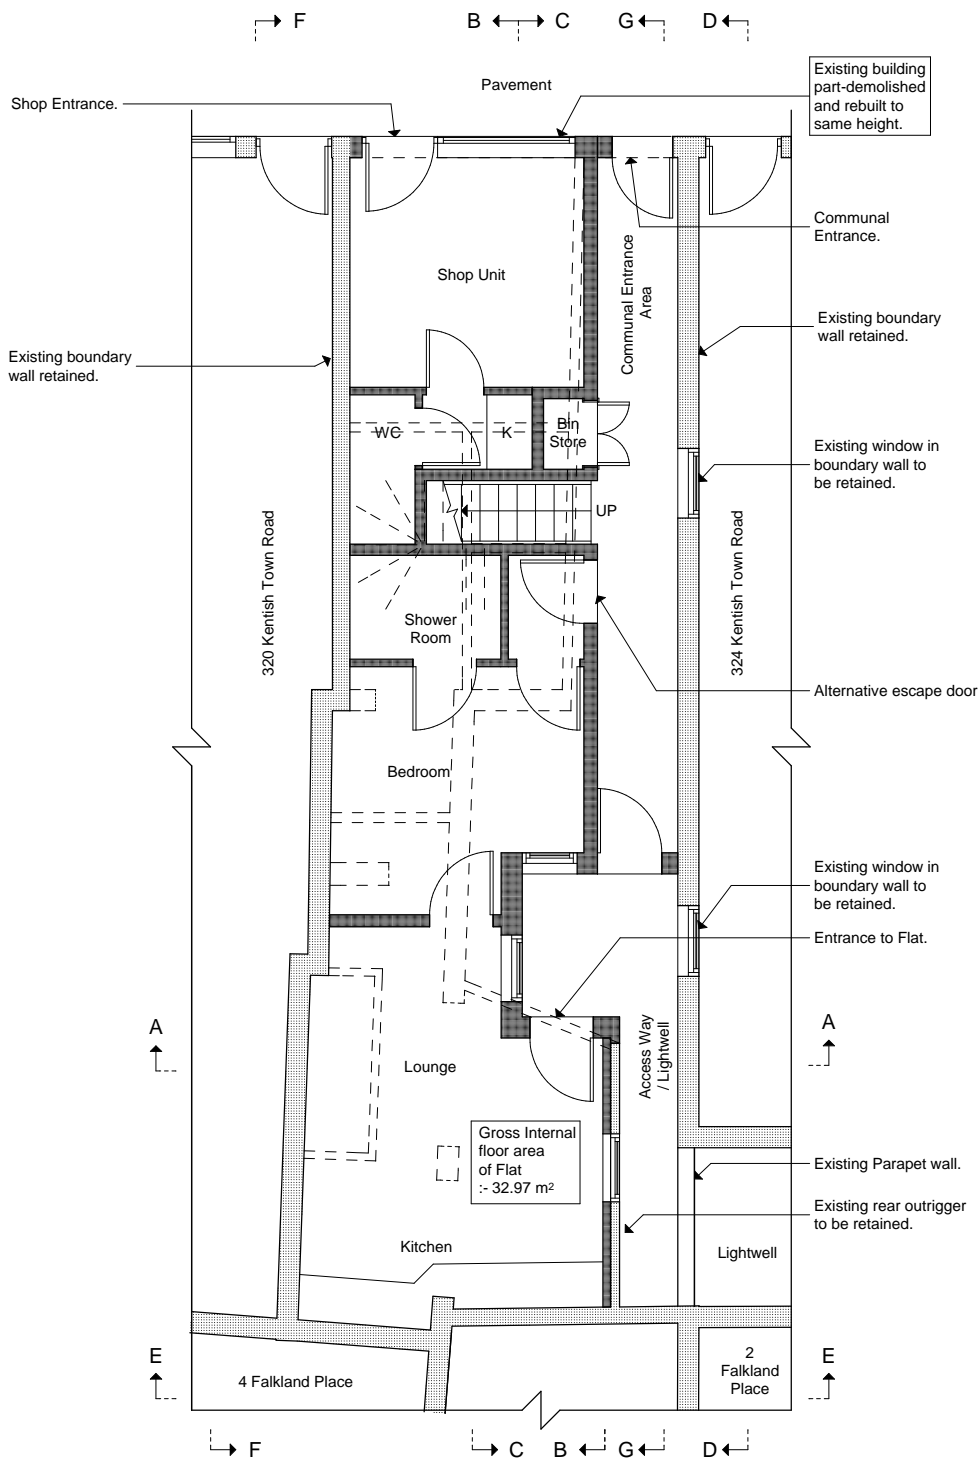 F
B
C
G
D
Pavement
Existing building
part-demolished
and rebuilt to
same height.
Shop Entrance.
Communal
Entrance.
Communal Entrance
Area
Shop Unit
Existing boundary
wall retained.
Existing boundary
wall retained.
WC
K
Bin
Store
Existing window in
boundary wall to
be retained.
UP
320 Kentish Town Road
324 Kentish Town Road
Shower
Room
Alternative escape door
Bedroom
Existing window in
boundary wall to
be retained.
Entrance to Flat.
A
A
Access Way
/ Lightwell
Lounge
Gross Internal
floor area
of Flat
:- 32.97 m²
Existing Parapet wall.
Existing rear outrigger
to be retained.
Kitchen
Lightwell
E
E
4 Falkland Place
2
Falkland
Place
F
C
B
G
D